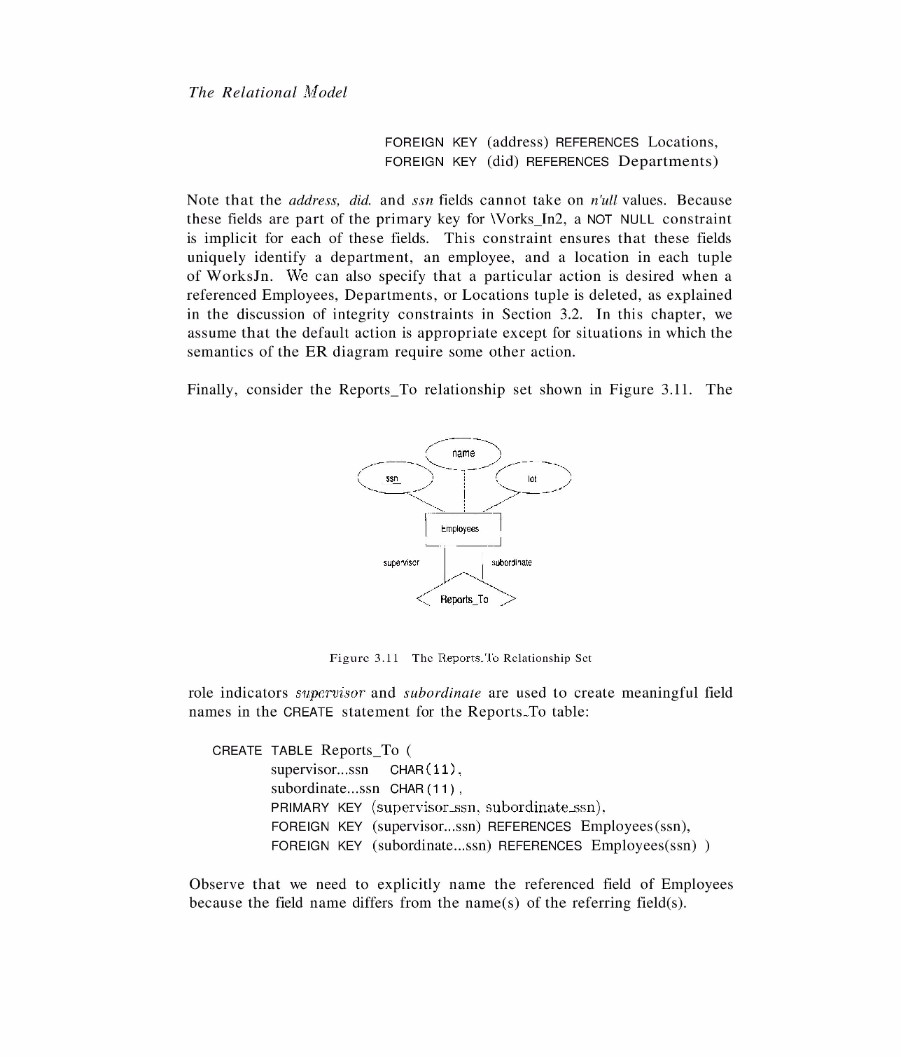 The Relational Model
FOREIGN KEY (address) REFERENCES Locations,
FOREIGN KEY (did) REFERENCES Departments)
Note that the address, did. and ssn fields cannot take on n'ull values. Because
these fields are part of the primary key for \Vorks_In2, a NOT NULL constraint
is implicit for each of these fields. This constraint ensures that these fields
uniquely identify a department, an employee, and a location in each tuple
of WorksJn. We can also specify that a particular action is desired when a
referenced Employees, Departments, or Locations tuple is deleted, as explained
in the discussion of integrity constraints in Section 3.2. In this chapter, we
assume that the default action is appropriate except for situations in which the
semantics of the ER diagram require some other action.
Finally, consider the Reports_To relationship set shown in Figure 3.11. The
name
ssn
lot
Employees
supervisor
subordinate
Reports_To
Figure 3.11 The Reports.To Relationship Set
role indicators supervisor and subordinate are used to create meaningful field
names in the CREATE statement for the Reports_To table:
CREATE TABLE Reports_To (
supervisor...ssn CHAR(11),
subordinate...ssn CHAR(11),
PRIMARY KEY (supervisor_ssn, subordinate_ssn),
FOREIGN KEY (supervisor...ssn) REFERENCES Employees(ssn),
FOREIGN KEY (subordinate...ssn) REFERENCES Employees(ssn) )
Observe that we need to explicitly name the referenced field of Employees
because the field name differs from the name(s) of the referring field(s).